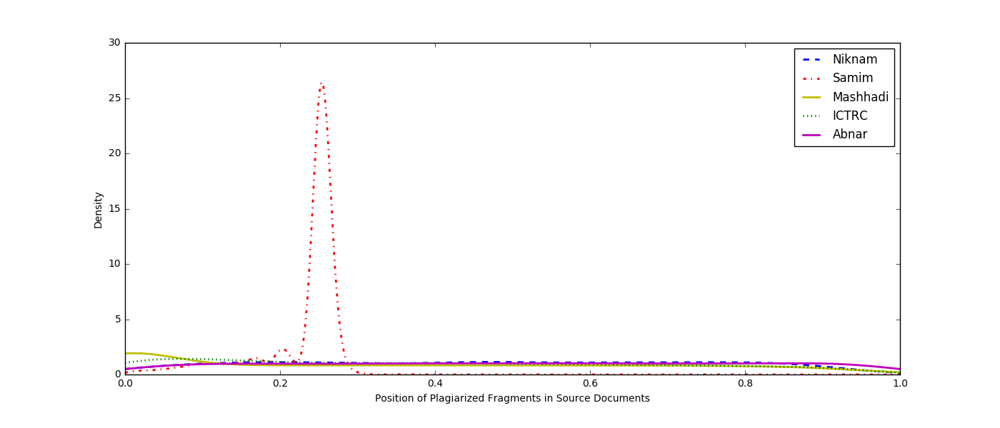 30
25
20
15
10
5
0
Density
0.0 0.2 0.4 0.6 0.8 1.0
Position of Plagiarized Fragments in Source Documents
Niknam
Samim
Mashhadi
ICTRC
Abnar